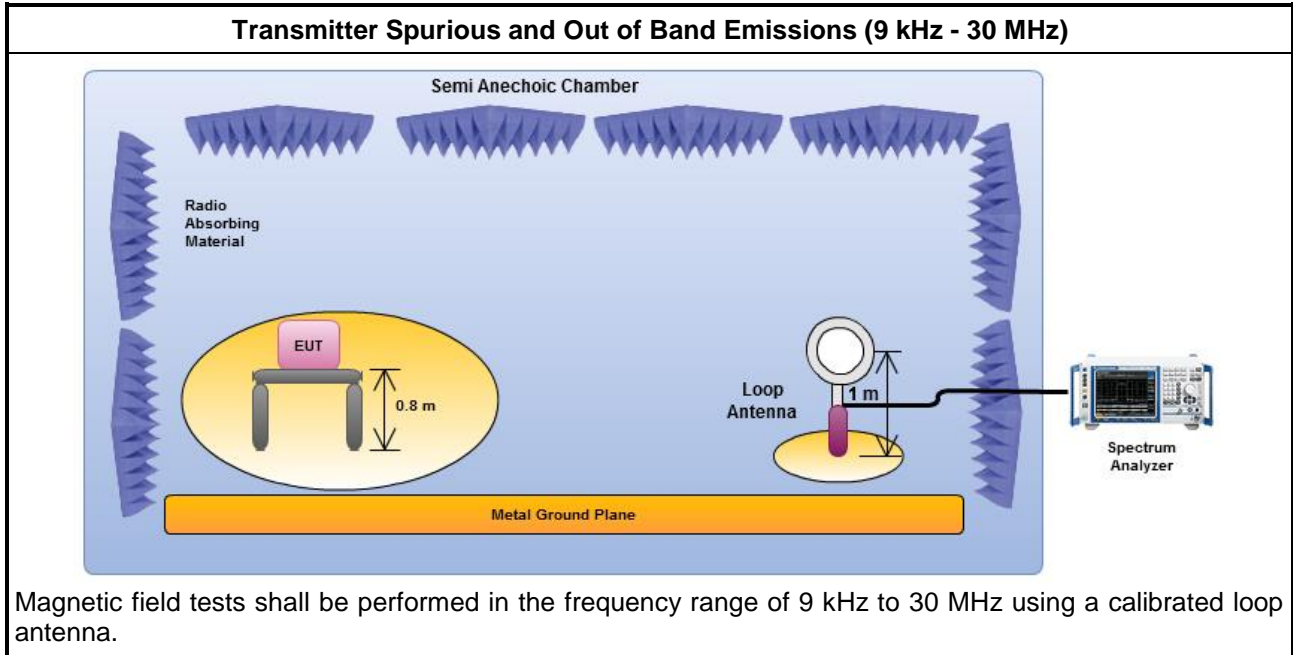 Transmitter Spurious and Out of Band Emissions (9 kHz - 30 MHz)
Semi Anechoic Chamber
Radio
Absorbing
Material
EUT
0.8 m
Loop
Antenna
1 m
Spectrum
Analyzer
Metal Ground Plane
Magnetic field tests shall be performed in the frequency range of 9 kHz to 30 MHz using a calibrated loop
antenna.